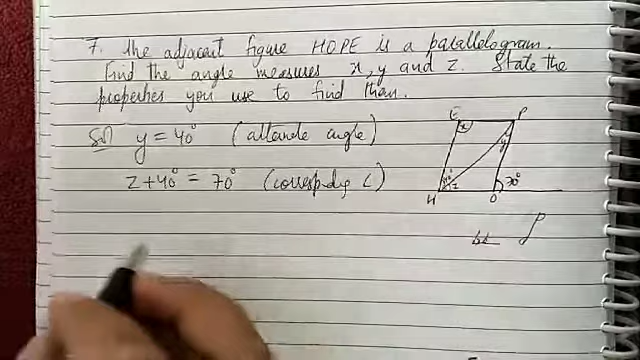 7. The adjacent figure HOPE is a parallelogram.
Find the angle measures x, y and z. State the
properties you use to find them.
Sol y = 40° (alternate angle)
z + 40° = 70° (corresponding ∠)
E P
x
y
40°
z 70°
H O